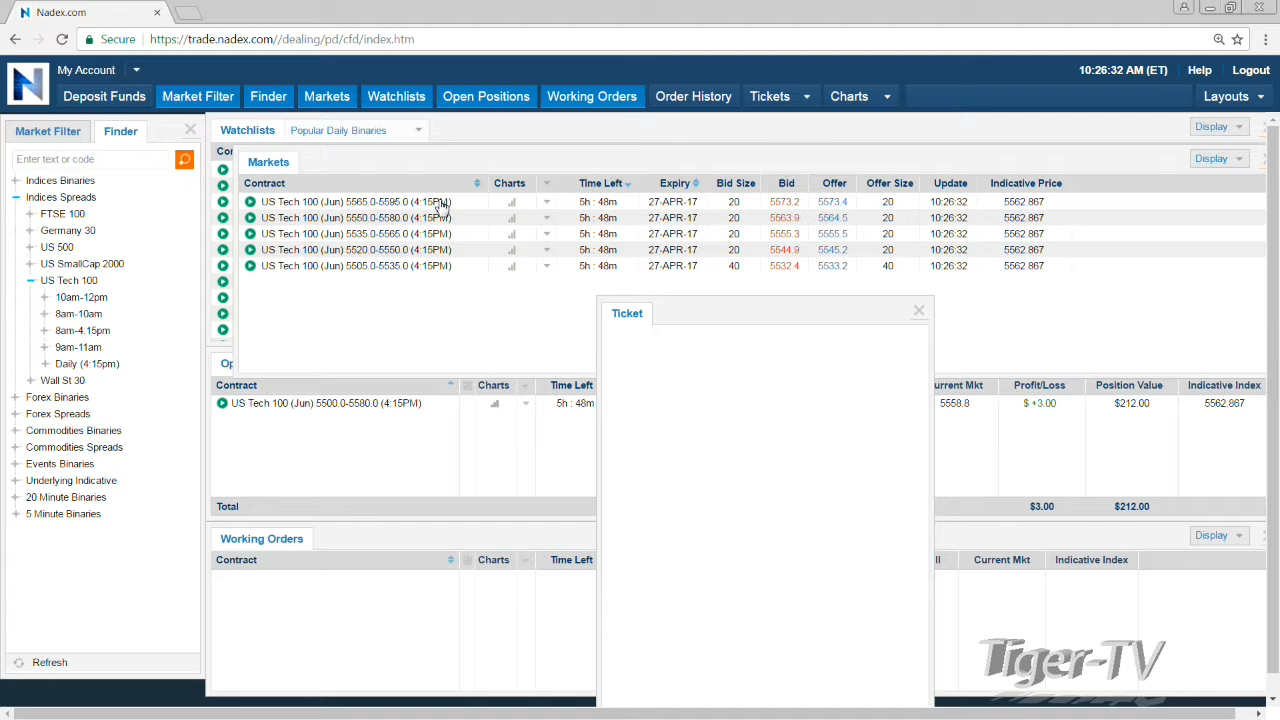 Nadex.com
Secure https://trade.nadex.com//dealing/pd/cfd/index.htm
My Account
10:26:32 AM (ET) Help Logout
Deposit Funds Market Filter Finder Markets Watchlists Open Positions Working Orders Order History Tickets Charts Layouts
Market Filter Finder
Enter text or code
Indices Binaries
Indices Spreads
FTSE 100
Germany 30
US 500
US SmallCap 2000
US Tech 100
10am-12pm
8am-10am
8am-4.15pm
9am-11am
Daily (4:15pm)
Wall St 30
Forex Binaries
Forex Spreads
Commodities Binaries
Commodities Spreads
Events Binaries
Underlying Indicative
20 Minute Binaries
5 Minute Binaries
Refresh
Watchlists Popular Daily Binaries Display
Markets Display
Contract Charts Time Left Expiry Bid Size Bid Offer Offer Size Update Indicative Price
US Tech 100 (Jun) 5565.0-5595.0 (4:15PM) 5h : 48m 27-APR-17 20 5573.2 5573.4 20 10:26:32 5562.867
US Tech 100 (Jun) 5550.0-5580.0 (4:15PM) 5h : 48m 27-APR-17 20 5563.9 5564.5 20 10:26:32 5562.867
US Tech 100 (Jun) 5535.0-5565.0 (4:15PM) 5h : 48m 27-APR-17 20 5555.3 5555.5 20 10:26:32 5562.867
US Tech 100 (Jun) 5520.0-5550.0 (4:15PM) 5h : 48m 27-APR-17 20 5544.9 5545.2 20 10:26:32 5562.867
US Tech 100 (Jun) 5505.0-5535.0 (4:15PM) 5h : 48m 27-APR-17 40 5532.4 5533.2 40 10:26:32 5562.867
Ticket
Op
Contract Charts Time Left urrent Mkt Profit/Loss Position Value Indicative Index
US Tech 100 (Jun) 5500.0-5580.0 (4:15PM) 5h : 48m 5558.8 $ +3.00 $212.00 5562.867
Total $3.00 $212.00
Working Orders Display
Contract Charts Time Left ll Current Mkt Indicative Index
Tiger-TV